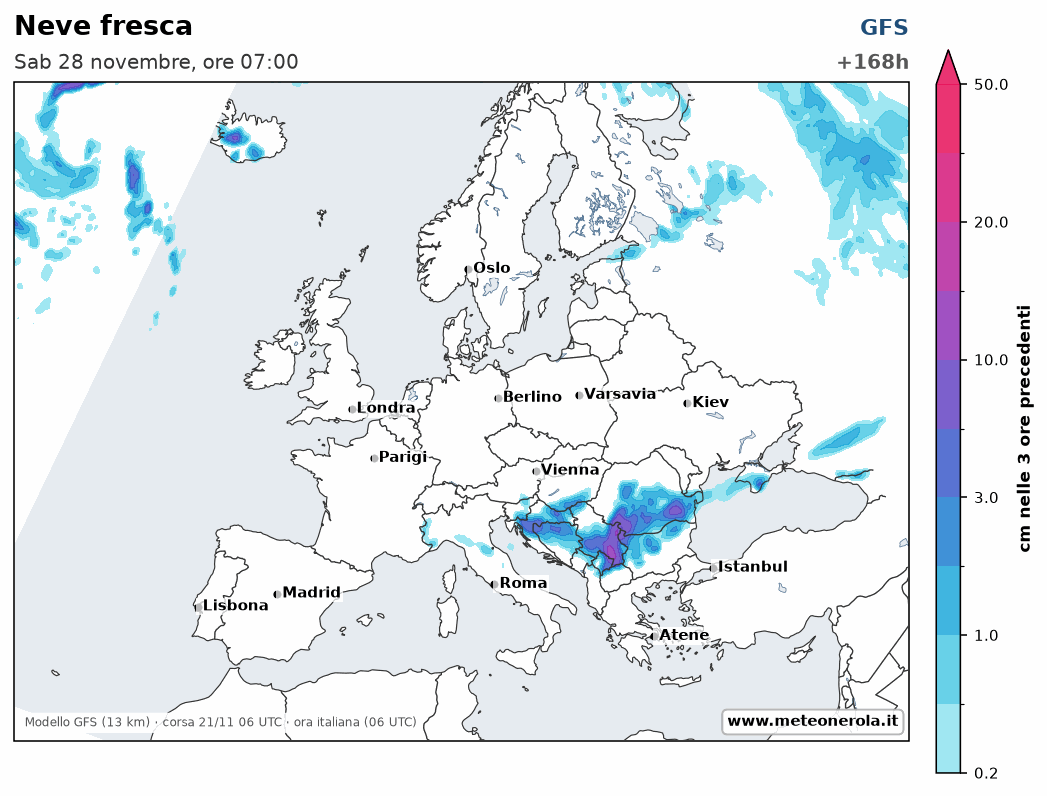 Neve fresca
GFS
Sab 28 novembre, ore 07:00
+168h
50.0
20.0
10.0
3.0
1.0
0.2
cm nelle 3 ore precedenti
Oslo
Berlino
Varsavia
Londra
Kiev
Parigi
Vienna
Istanbul
Roma
Madrid
Lisbona
Atene
Modello GFS (13 km) · corsa 21/11 06 UTC · ora italiana (06 UTC)
www.meteonerola.it